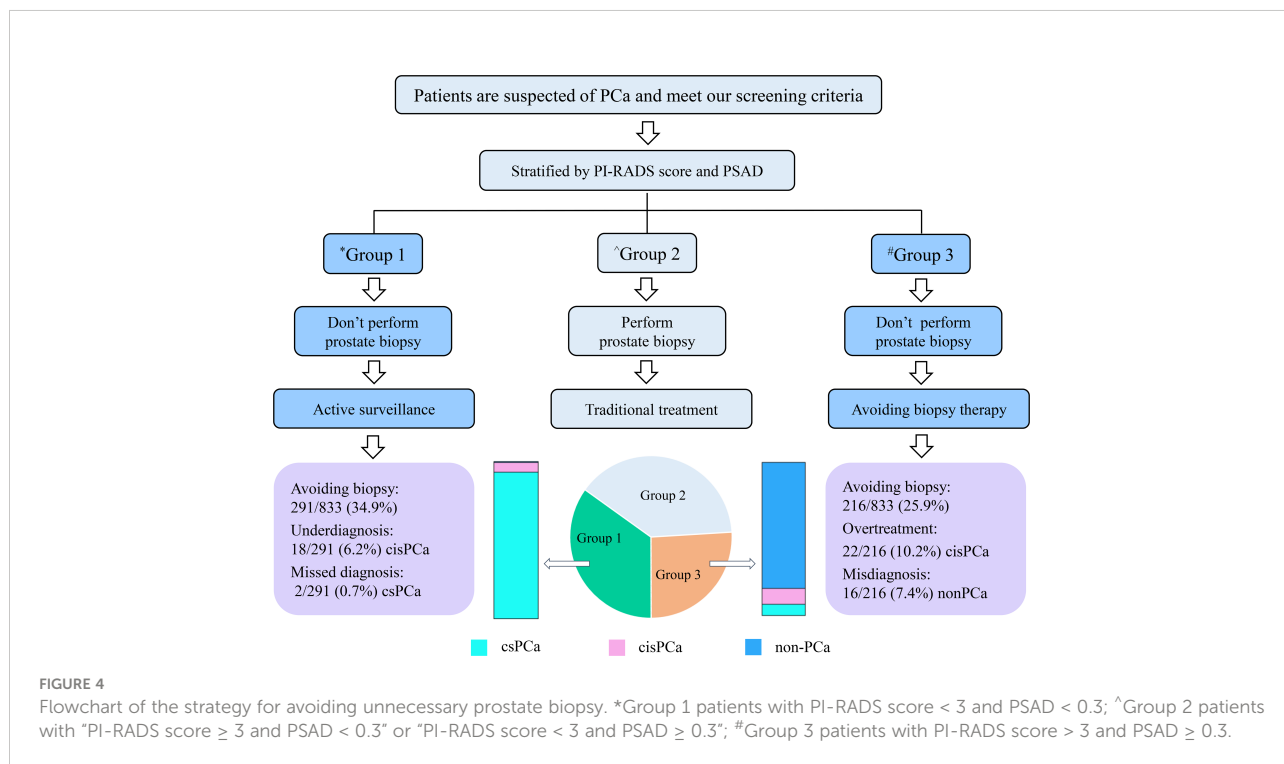 Patients are suspected of PCa and meet our screening criteria
Stratified by PI-RADS score and PSAD
*Group 1
^Group 2
#Group 3
Don't perform
prostate biopsy
Perform
prostate biopsy
Don't perform
prostate biopsy
Active surveillance
Traditional treatment
Avoiding biopsy therapy
Avoiding biopsy:
291/833 (34.9%)
Underdiagnosis:
18/291 (6.2%) cisPCa
Missed diagnosis:
2/291 (0.7%) csPCa
Group 2
Group 1
Group 3
Avoiding biopsy:
216/833 (25.9%)
Overtreatment:
22/216 (10.2%) cisPCa
Misdiagnosis:
16/216 (7.4%) nonPCa
csPCa
cisPCa
non-PCa
FIGURE 4
Flowchart of the strategy for avoiding unnecessary prostate biopsy. *Group 1 patients with PI-RADS score < 3 and PSAD < 0.3; ^Group 2 patients
with "PI-RADS score ≥ 3 and PSAD < 0.3" or "PI-RADS score < 3 and PSAD ≥ 0.3"; #Group 3 patients with PI-RADS score > 3 and PSAD ≥ 0.3.